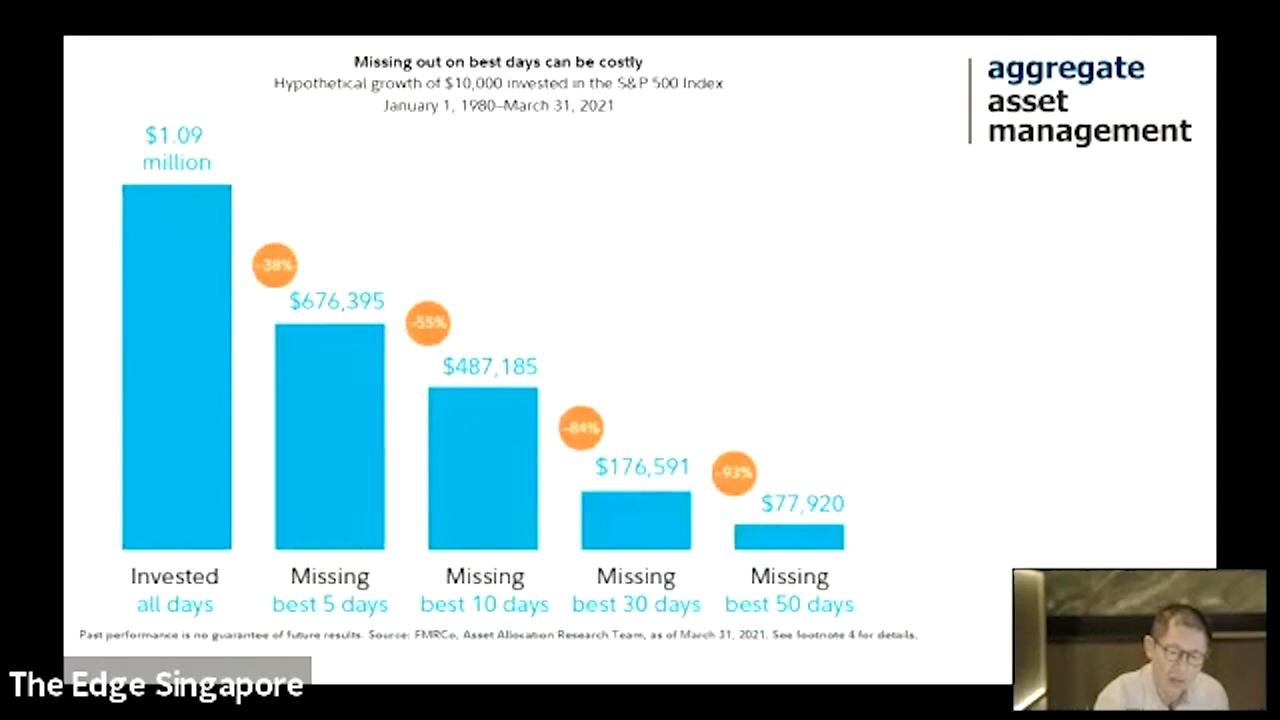 Missing out on best days can be costly
Hypothetical growth of $10,000 invested in the S&P 500 Index
January 1, 1980–March 31, 2021
aggregate
asset
management
$1.09
million
-38%
$676,395
-55%
$487,185
-84%
$176,591
-93%
$77,920
Invested
all days
Missing
best 5 days
Missing
best 10 days
Missing
best 30 days
Missing
best 50 days
Past performance is no guarantee of future results. Source: FMRCo, Asset Allocation Research Team, as of March 31, 2021. See footnote 4 for details.
The Edge Singapore